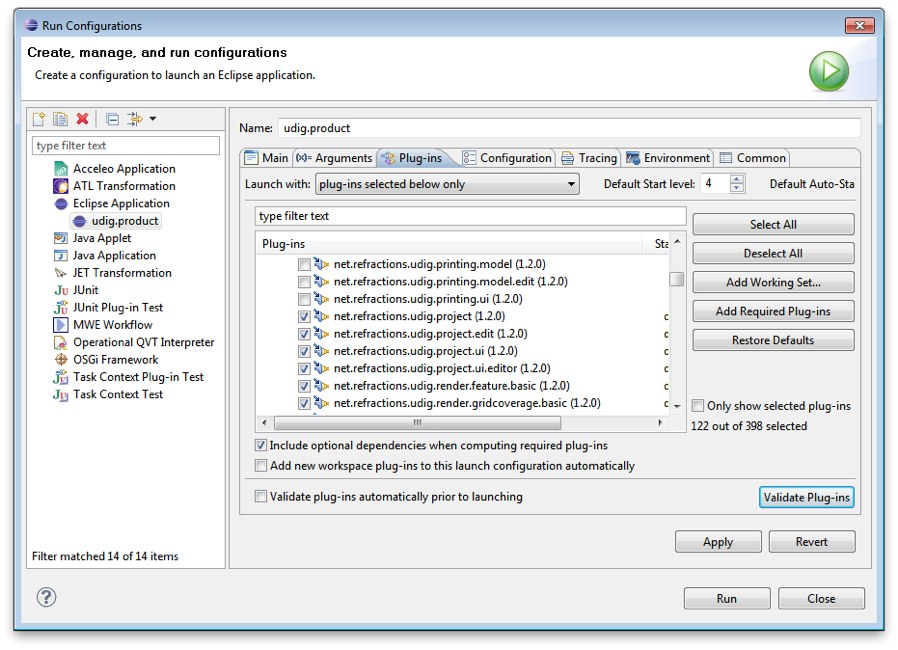 Run Configurations
Create, manage, and run configurations
Create a configuration to launch an Eclipse application.
type filter text
Acceleo Application
ATL Transformation
Eclipse Application
udig.product
Java Applet
Java Application
JET Transformation
JUnit
JUnit Plug-in Test
MWE Workflow
Operational QVT Interpreter
OSGi Framework
Task Context Plug-in Test
Task Context Test
Filter matched 14 of 14 items
Name: udig.product
Main (x)= Arguments Plug-ins Configuration Tracing Environment Common
Launch with: plug-ins selected below only Default Start level: 4 Default Auto-Sta
type filter text
Plug-ins Sta
net.refractions.udig.printing.model (1.2.0)
net.refractions.udig.printing.model.edit (1.2.0)
net.refractions.udig.printing.ui (1.2.0)
net.refractions.udig.project (1.2.0)
net.refractions.udig.project.edit (1.2.0)
net.refractions.udig.project.ui (1.2.0)
net.refractions.udig.project.ui.editor (1.2.0)
net.refractions.udig.render.feature.basic (1.2.0)
net.refractions.udig.render.gridcoverage.basic (1.2.0)
Select All
Deselect All
Add Working Set...
Add Required Plug-ins
Restore Defaults
Only show selected plug-ins
122 out of 398 selected
Include optional dependencies when computing required plug-ins
Add new workspace plug-ins to this launch configuration automatically
Validate plug-ins automatically prior to launching
Validate Plug-ins
Apply Revert
Run Close